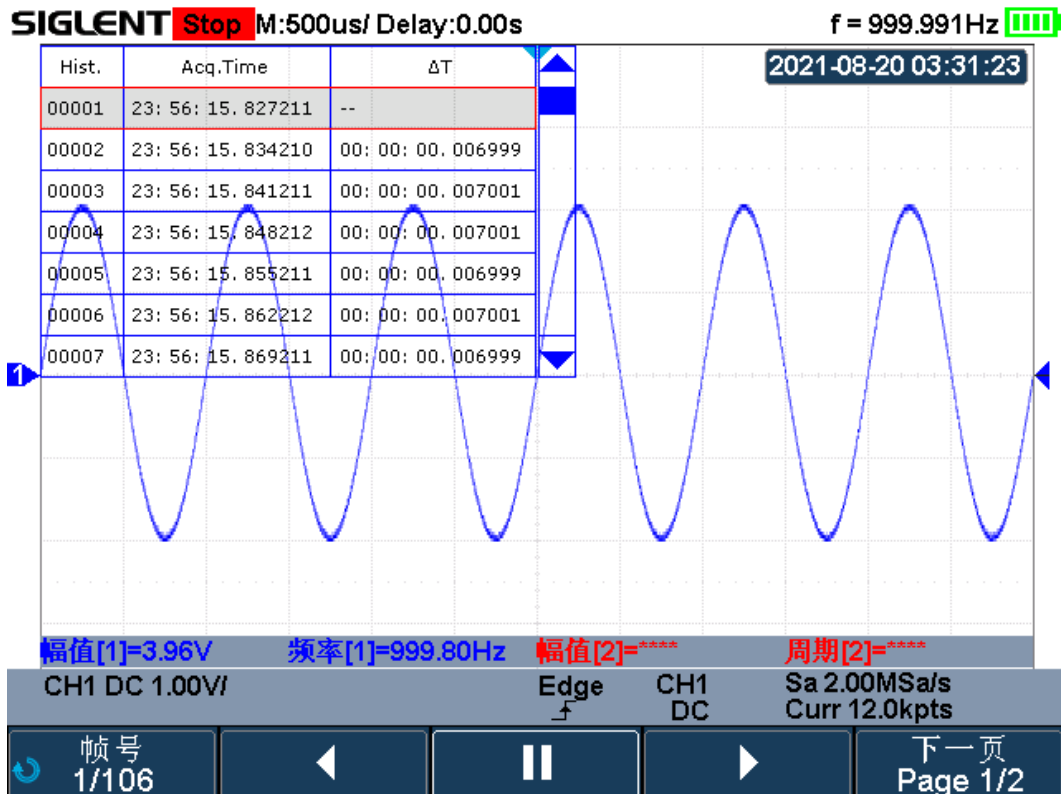 SIGLENT Stop M:500us/ Delay:0.00s f = 999.991Hz
2021-08-20 03:31:23
Hist. Acq.Time ΔT
00001 23: 56: 15. 827211 --
00002 23: 56: 15. 834210 00: 00: 00. 006999
00003 23: 56: 15. 841211 00: 00: 00. 007001
00004 23: 56: 15. 848212 00: 00: 00. 007001
00005 23: 56: 15. 855211 00: 00: 00. 006999
00006 23: 56: 15. 862212 00: 00: 00. 007001
00007 23: 56: 15. 869211 00: 00: 00. 006999
1
幅值[1]=3.96V 频率[1]=999.80Hz 幅值[2]=**** 周期[2]=****
CH1 DC 1.00V/ Edge CH1 Sa 2.00MSa/s
DC Curr 12.0kpts
帧号 下一页
1/106 Page 1/2